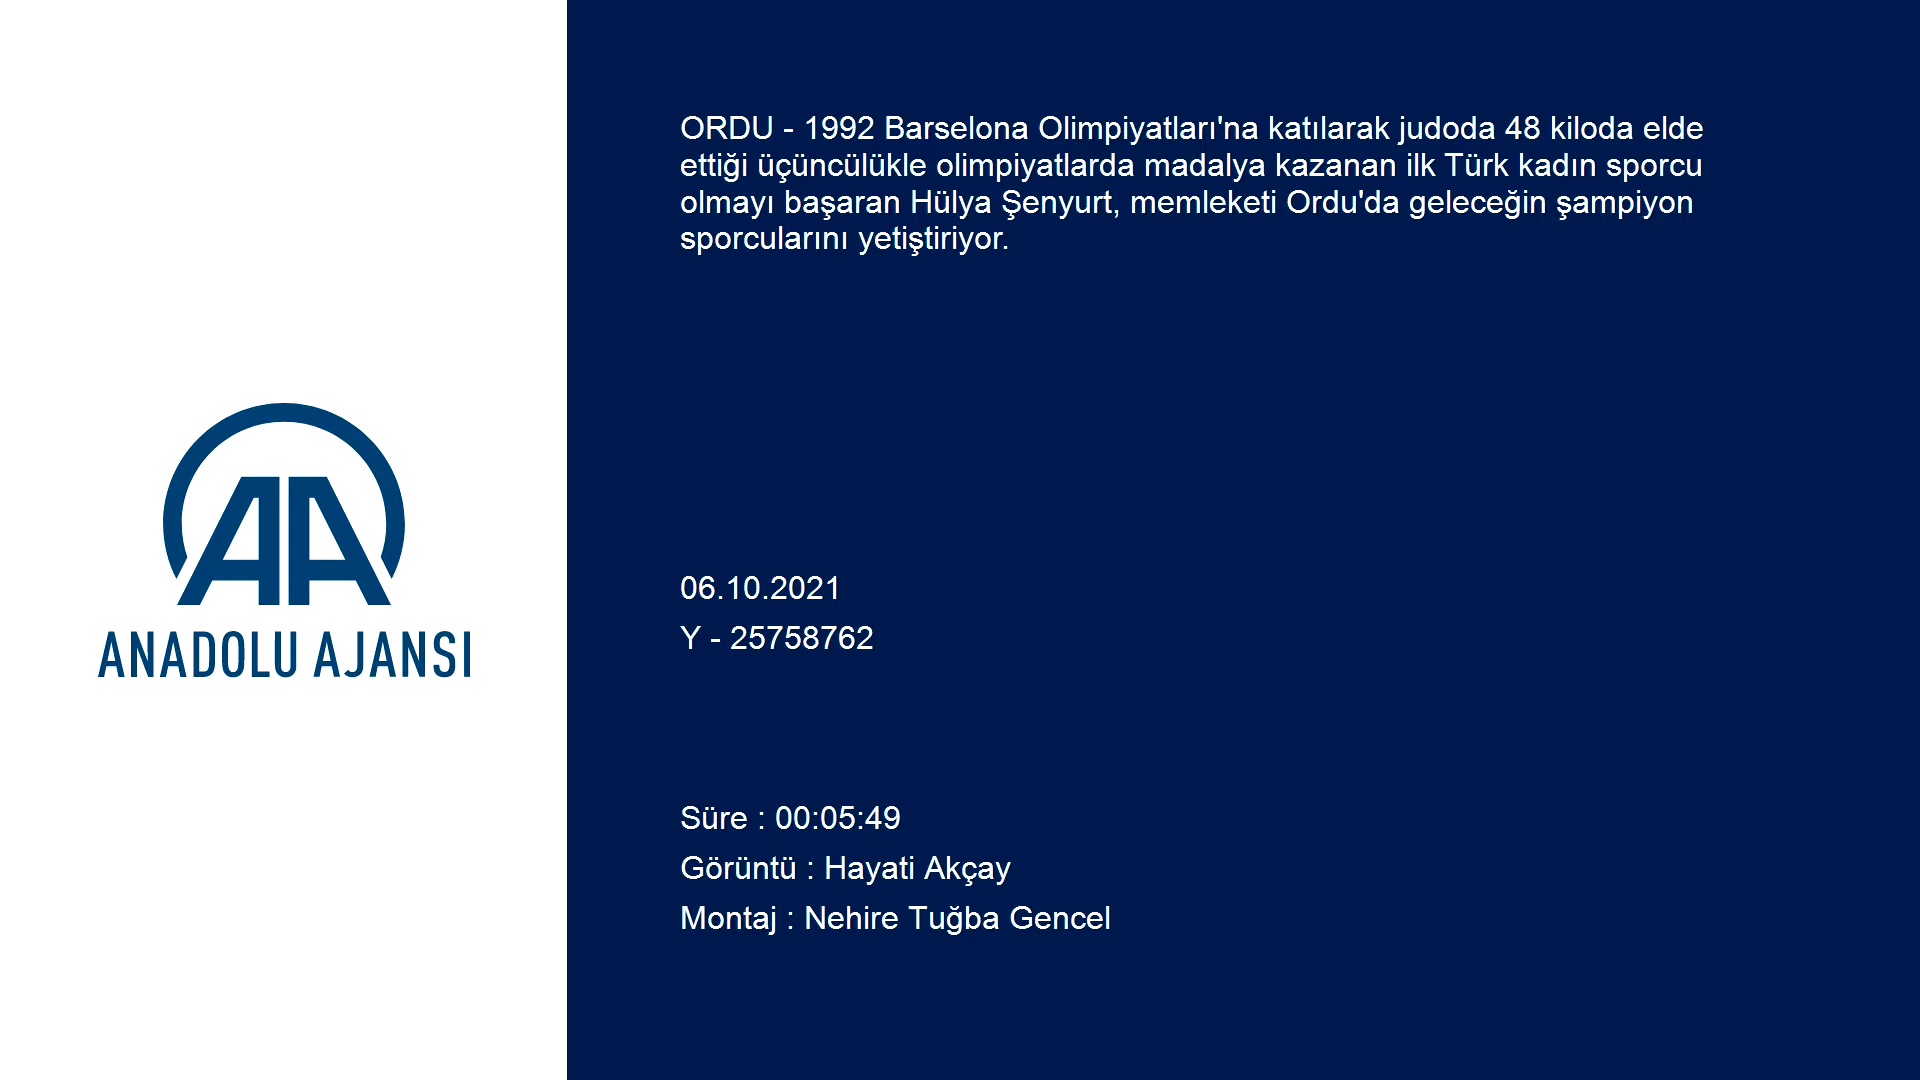 ORDU - 1992 Barselona Olimpiyatları'na katılarak judoda 48 kiloda elde
ettiği üçüncülükle olimpiyatlarda madalya kazanan ilk Türk kadın sporcu
olmayı başaran Hülya Şenyurt, memleketi Ordu'da geleceğin şampiyon
sporcularını yetiştiriyor.
AA
ANADOLU AJANSI
06.10.2021
Y - 25758762
Süre : 00:05:49
Görüntü : Hayati Akçay
Montaj : Nehire Tuğba Gencel